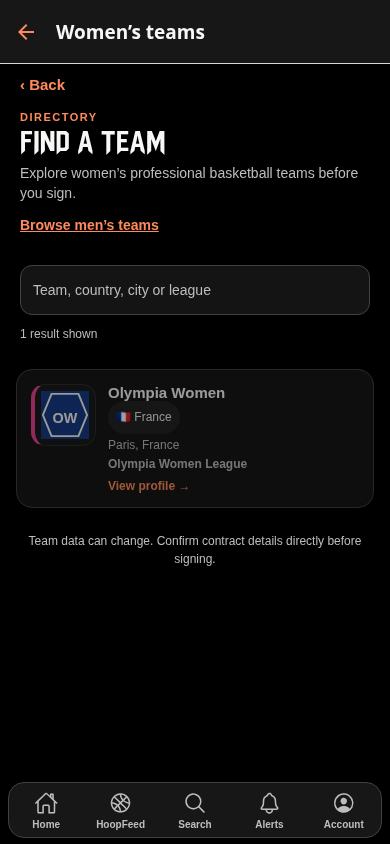 Women’s teams
‹ Back
DIRECTORY
FIND A TEAM
Explore women’s professional basketball teams before
you sign.
Browse men’s teams
Team, country, city or league
1 result shown
OW
Olympia Women
🇫🇷 France
Paris, France
Olympia Women League
View profile →
Team data can change. Confirm contract details directly before
signing.
Home
HoopFeed
Search
Alerts
Account